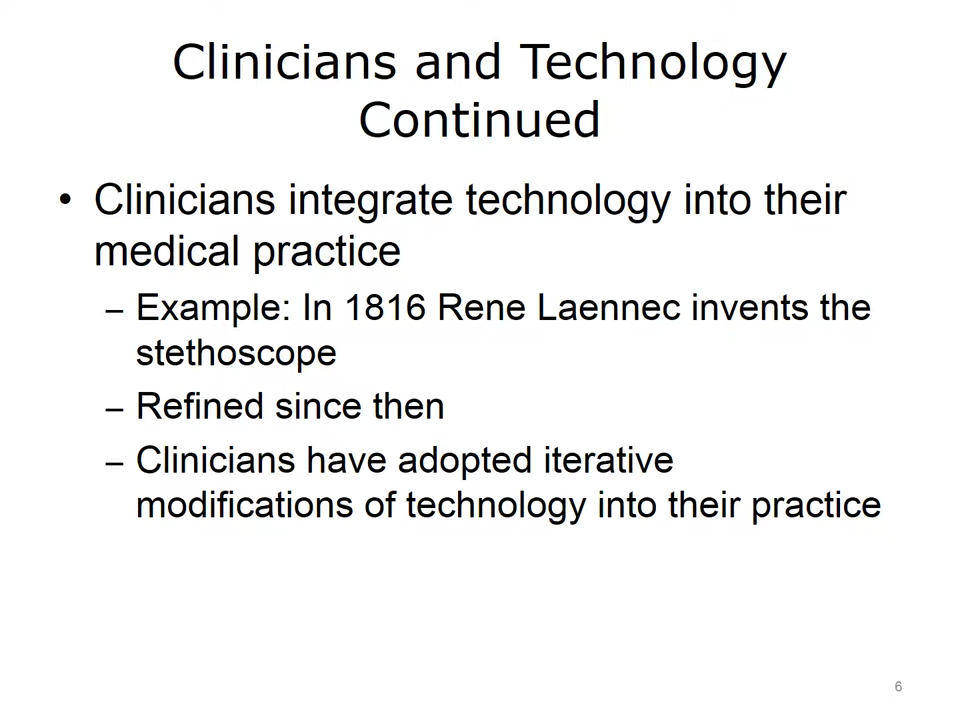 Clinicians and Technology
Continued
• Clinicians integrate technology into their
medical practice
– Example: In 1816 Rene Laennec invents the
stethoscope
– Refined since then
– Clinicians have adopted iterative
modifications of technology into their practice
6